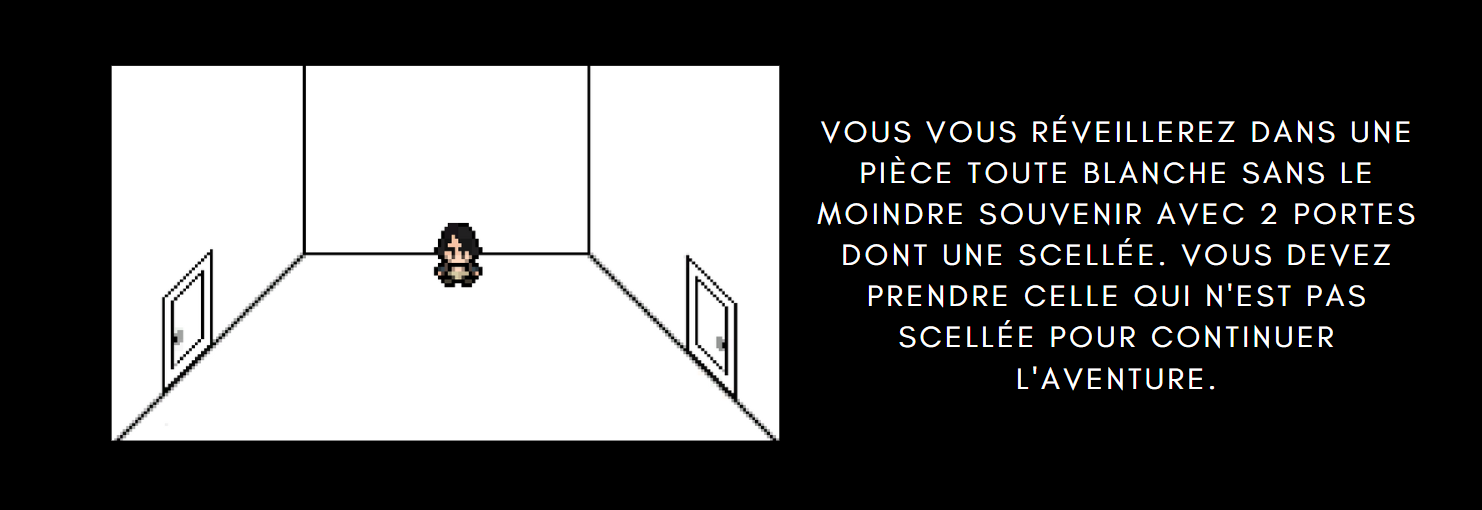 VOUS VOUS RÉVEILLEREZ DANS UNE
PIÈCE TOUTE BLANCHE SANS LE
MOINDRE SOUVENIR AVEC 2 PORTES
DONT UNE SCELLÉE. VOUS DEVEZ
PRENDRE CELLE QUI N'EST PAS
SCELLÉE POUR CONTINUER
L'AVENTURE.